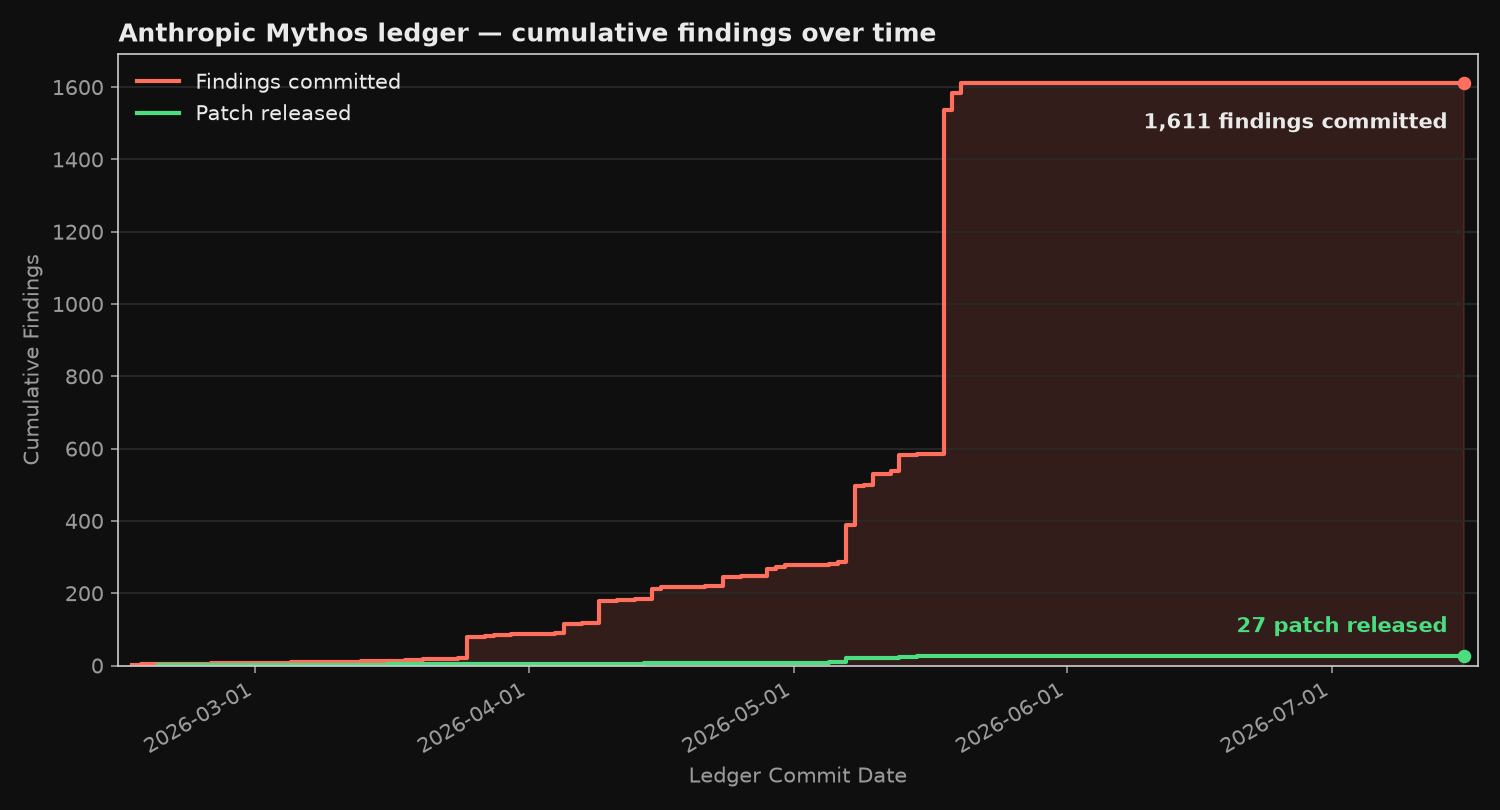 Anthropic Mythos ledger — cumulative findings over time
Findings committed
Patch released
1600
1400
1200
1000
800
600
400
200
0
Cumulative Findings
1,611 findings committed
27 patch released
2026-03-01
2026-04-01
2026-05-01
2026-06-01
2026-07-01
Ledger Commit Date